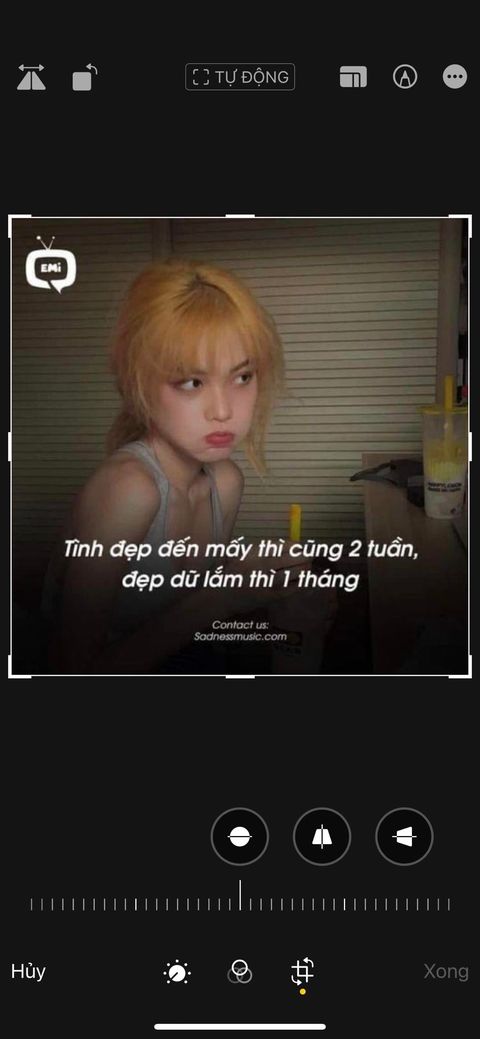 TỰ ĐỘNG
EMi
Tình đẹp đến mấy thì cũng 2 tuần,
đẹp dữ lắm thì 1 tháng
Contact us:
Sadnessmusic.com
Hủy
Xong